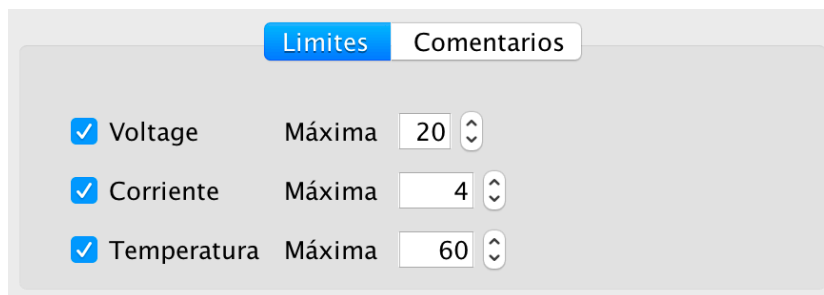 Limites Comentarios
Voltage Máxima 20
Corriente Máxima 4
Temperatura Máxima 60